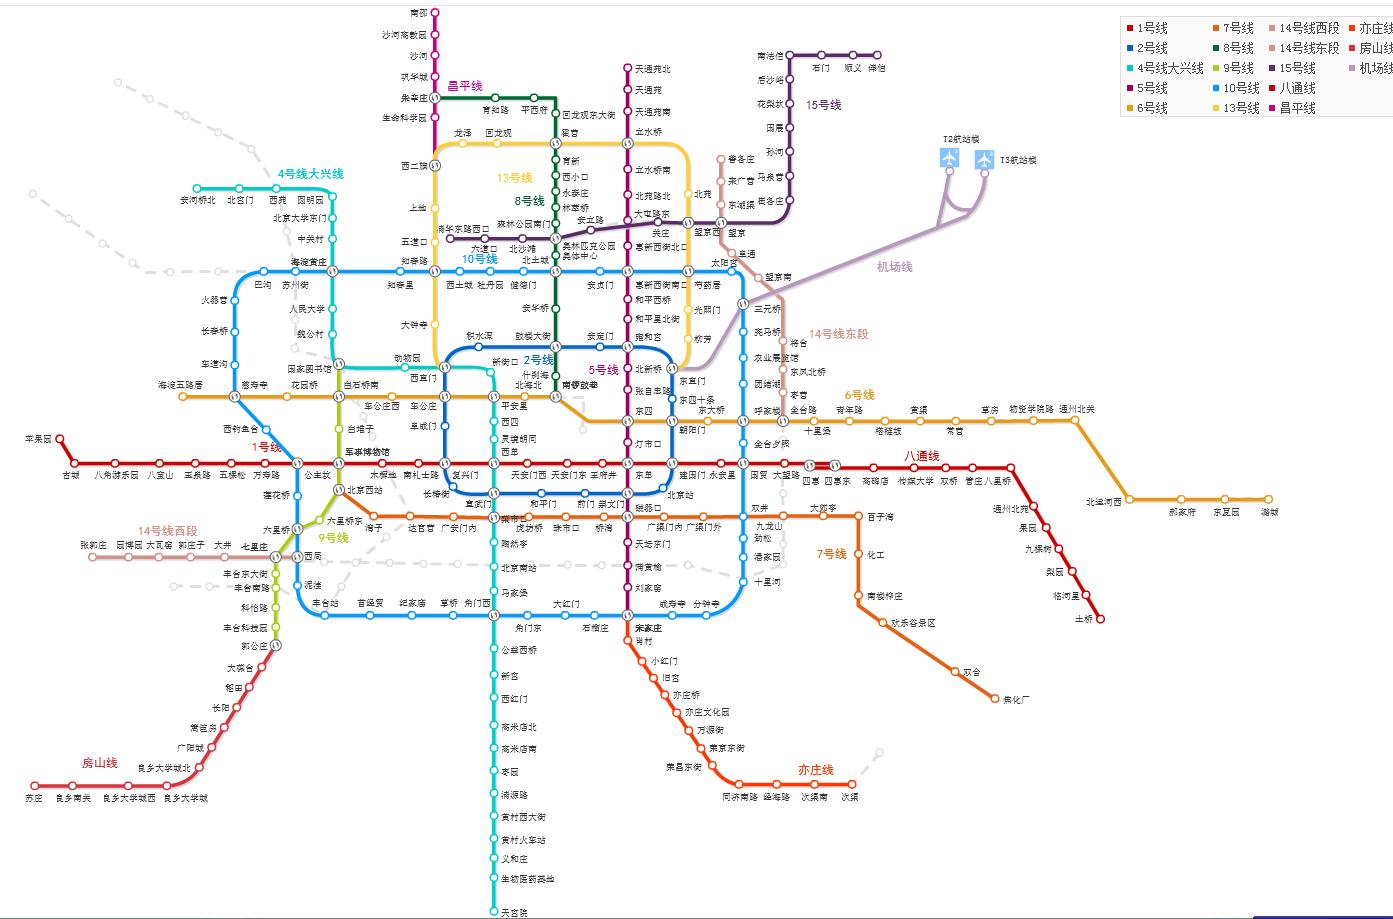 1号线
7号线
14号线西段
2号线
8号线
14号线东段
4号线大兴线
9号线
15号线
机场线
5号线
10号线
八通线
6号线
13号线
昌平线
南邵
沙河高教园
沙河
巩华城
昌平线
朱辛庄
生命科学园
育知路
平西府
回龙观东大街
天通苑北
天通苑
天通苑南
立水桥
南法信
石门
顺义
俸伯
后沙峪
花梨坎
15号线
国展
孙河
马泉营
崔各庄
T2航站楼
T3航站楼
机场线
龙泽
回龙观
霍营
西二旗
13号线
8号线
育新
西小口
永泰庄
林萃桥
森林公园南门
立水桥南
北苑路北
大屯路东
北苑
善各庄
来广营
东湖渠
望京西
望京
4号线大兴线
安河桥北
北宫门
西苑
圆明园
北京大学东门
中关村
海淀黄庄
上地
五道口
知春路
清华东路西口
六道口
北沙滩
奥林匹克公园
奥体中心
安立路
关庄
惠新西街北口
阜通
望京南
10号线
火器营
长春桥
车道沟
巴沟
苏州街
知春里
西土城
牡丹园
健德门
北土城
安贞门
惠新西街南口
芍药居
太阳宫
三元桥
人民大学
魏公村
大钟寺
安华桥
和平西桥
和平里北街
光熙门
柳芳
亮马桥
将台
14号线东段
农业展览馆
东风北桥
团结湖
枣营
国家图书馆
动物园
西直门
积水潭
鼓楼大街
安定门
雍和宫
新街口
2号线
什刹海
5号线
北新桥
东直门
海淀五路居
慈寿寺
花园桥
白石桥南
车公庄西
车公庄
平安里
北海北
南锣鼓巷
张自忠路
东四十条
东四
朝阳门
东大桥
呼家楼
金台路
6号线
十里堡
青年路
褡裢坡
黄渠
常营
草房
物资学院路
通州北关
北运河西
郝家府
东夏园
潞城
西钓鱼台
白堆子
阜成门
西四
灵境胡同
灯市口
金台夕照
苹果园
古城
八角游乐园
八宝山
玉泉路
五棵松
万寿路
1号线
公主坟
军事博物馆
木樨地
南礼士路
复兴门
西单
天安门西
天安门东
王府井
东单
建国门
永安里
国贸
大望路
四惠
四惠东
八通线
高碑店
传媒大学
双桥
管庄
八里桥
通州北苑
果园
九棵树
梨园
临河里
土桥
莲花桥
六里桥
北京西站
六里桥东
9号线
长椿街
宣武门
和平门
前门
崇文门
北京站
湾子
达官营
广安门内
菜市口
虎坊桥
珠市口
桥湾
磁器口
广渠门内
广渠门外
双井
九龙山
大郊亭
百子湾
7号线
化工
南楼梓庄
欢乐谷景区
双合
焦化厂
14号线西段
张郭庄
园博园
大瓦窑
郭庄子
大井
七里庄
西局
泥洼
丰台东大街
丰台南路
科怡路
丰台科技园
郭公庄
丰台站
首经贸
纪家庙
草桥
角门西
角门东
大红门
石榴庄
宋家庄
成寿寺
分钟寺
十里河
潘家园
劲松
陶然亭
北京南站
马家堡
天坛东门
蒲黄榆
刘家窑
大葆台
稻田
长阳
篱笆房
广阳城
良乡大学城北
房山线
苏庄
良乡南关
良乡大学城西
良乡大学城
公益西桥
新宫
西红门
高米店北
高米店南
枣园
清源路
黄村西大街
黄村火车站
义和庄
生物医药基地
天宫院
肖村
小红门
旧宫
亦庄桥
亦庄文化园
万源街
荣京东街
荣昌东街
亦庄线
同济南路
经海路
次渠南
次渠